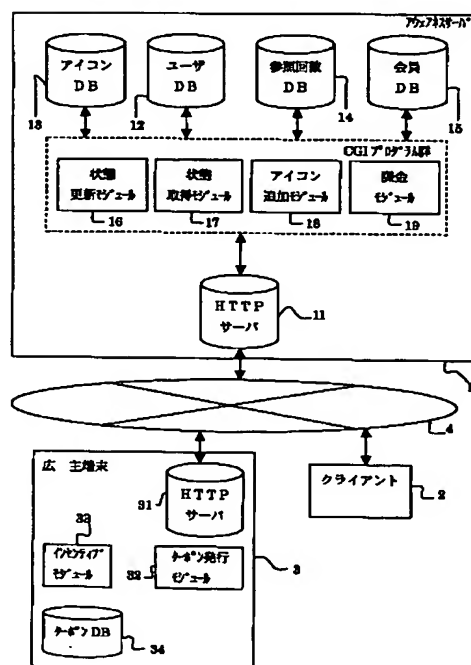 アウェアネスサーバ
アイコン
DB
13
ユーザ
DB
12
参照回数
DB
14
会員
DB
15
CGIプログラム群
状態
更新モジュール
16
状態
取得モジュール
17
アイコン
追加モジュール
18
課金
モジュール
19
HTTP
サーバ
11
1
4
広 主端末
HTTP
サーバ
31
クライアント
2
33
インセンティブ
モジュール
クーポン発行
モジュール
32
3
クーポンDB
34